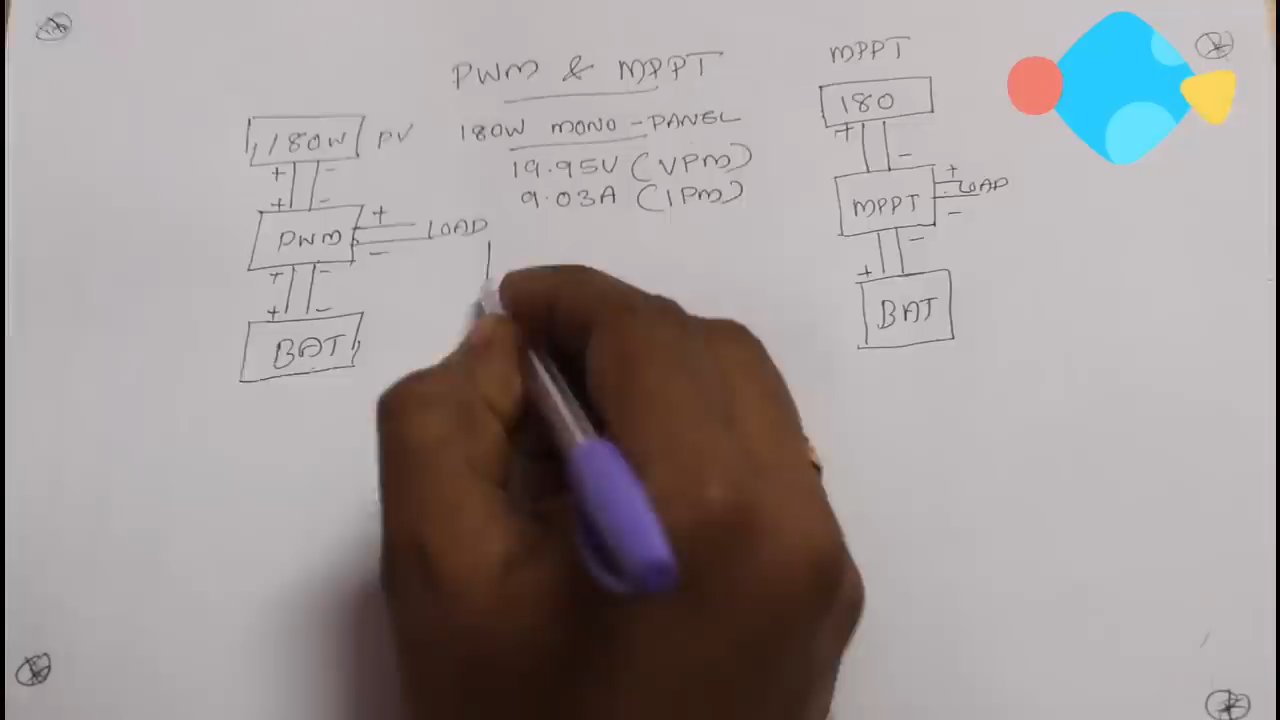 PWM & MPPT
180W MONO-PANEL
19.95V (VPM)
9.03A (IPM)
180W PV
+ -
+ -
PWM
+
LOAD
-
+ -
+ -
BAT
MPPT
180
+
-
MPPT
+
LOAD
-
-
+
BAT